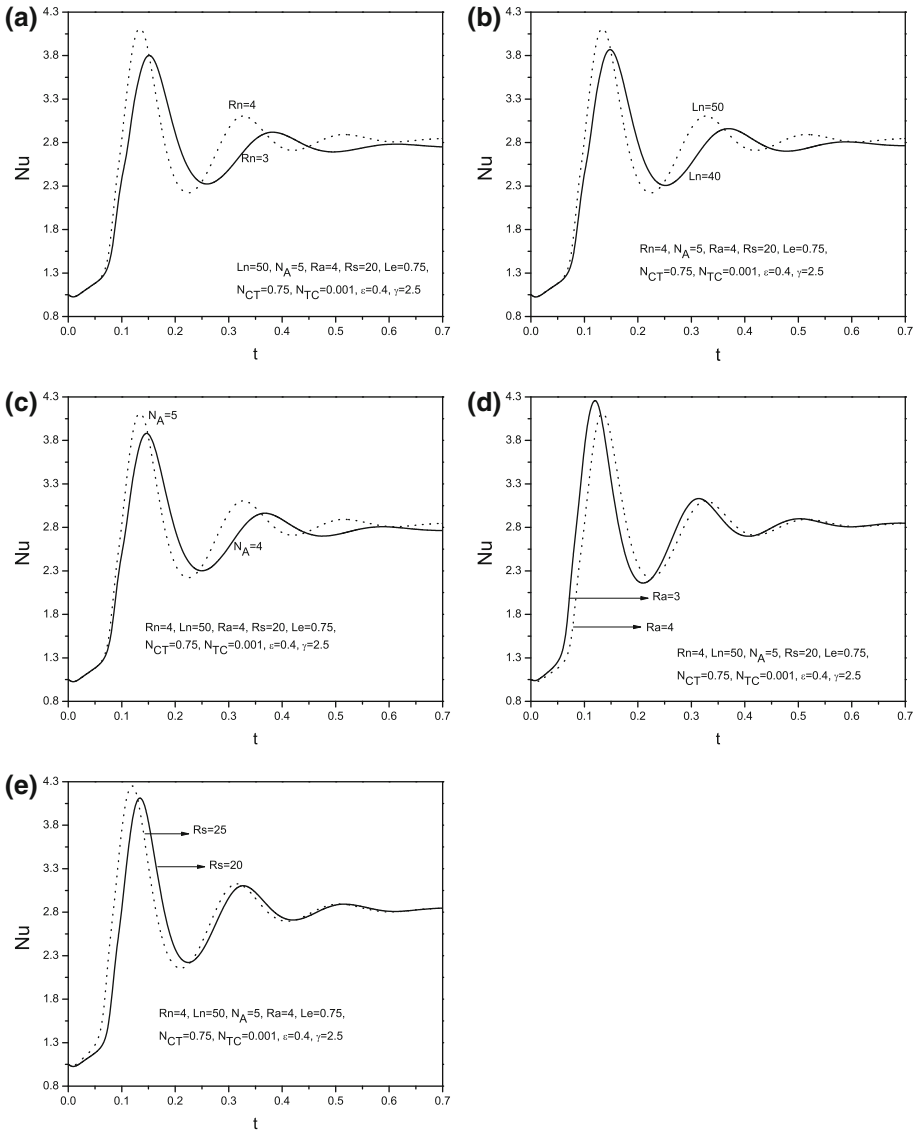 (a)
4.3
3.8
3.3
2.8
2.3
1.8
1.3
0.8
Nu
Rn=4
Rn=3
Ln=50, N_A=5, Ra=4, Rs=20, Le=0.75,
N_CT=0.75, N_TC=0.001, ε=0.4, γ=2.5
0.0 0.1 0.2 0.3 0.4 0.5 0.6 0.7
t
(b)
4.3
3.8
3.3
2.8
2.3
1.8
1.3
0.8
Nu
Ln=50
Ln=40
Rn=4, N_A=5, Ra=4, Rs=20, Le=0.75,
N_CT=0.75, N_TC=0.001, ε=0.4, γ=2.5
0.0 0.1 0.2 0.3 0.4 0.5 0.6 0.7
t
(c)
4.3
3.8
3.3
2.8
2.3
1.8
1.3
0.8
Nu
N_A=5
N_A=4
Rn=4, Ln=50, Ra=4, Rs=20, Le=0.75,
N_CT=0.75, N_TC=0.001, ε=0.4, γ=2.5
0.0 0.1 0.2 0.3 0.4 0.5 0.6 0.7
t
(d)
4.3
3.8
3.3
2.8
2.3
1.8
1.3
0.8
Nu
Ra=3
Ra=4
Rn=4, Ln=50, N_A=5, Rs=20, Le=0.75,
N_CT=0.75, N_TC=0.001, ε=0.4, γ=2.5
0.0 0.1 0.2 0.3 0.4 0.5 0.6 0.7
t
(e)
4.3
3.8
3.3
2.8
2.3
1.8
1.3
0.8
Nu
Rs=25
Rs=20
Rn=4, Ln=50, N_A=5, Ra=4, Le=0.75,
N_CT=0.75, N_TC=0.001, ε=0.4, γ=2.5
0.0 0.1 0.2 0.3 0.4 0.5 0.6 0.7
t